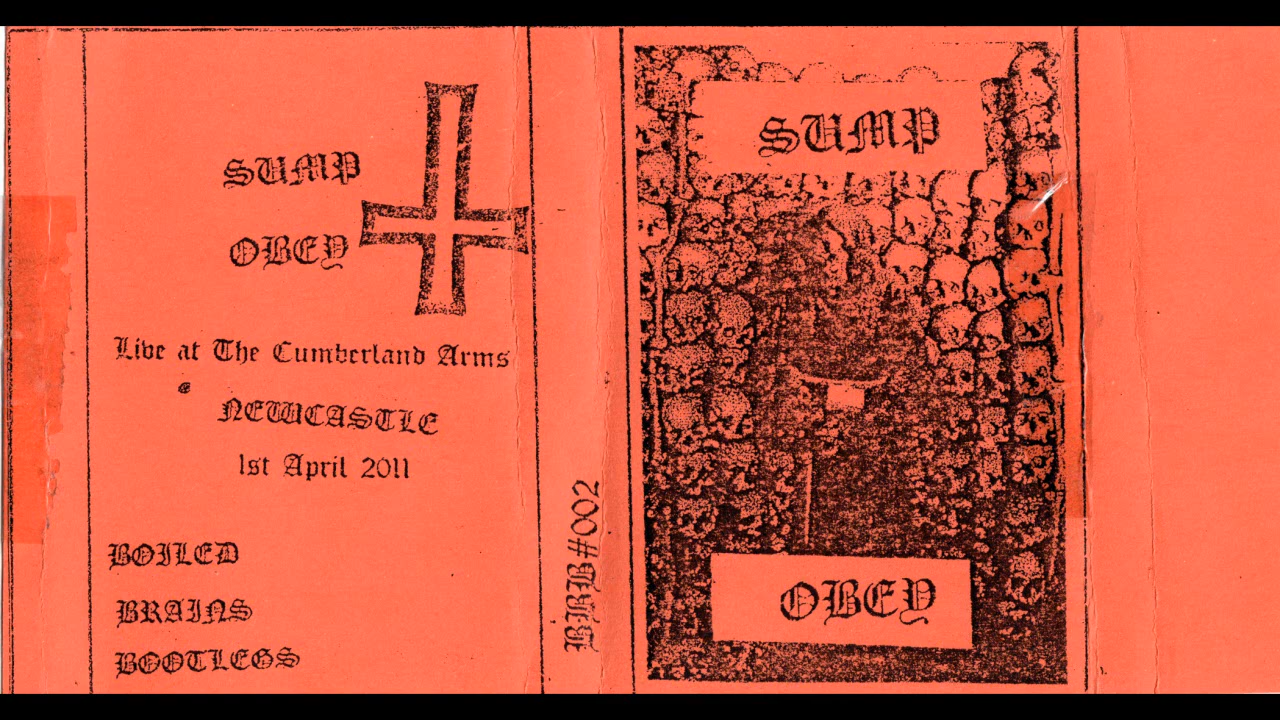 SUMP
OBEY
Live at The Cumberland Arms
NEWCASTLE
1st April 2011
BOILED
BRAINS
BOOTLEGS
BBB#002
SUMP
OBEY